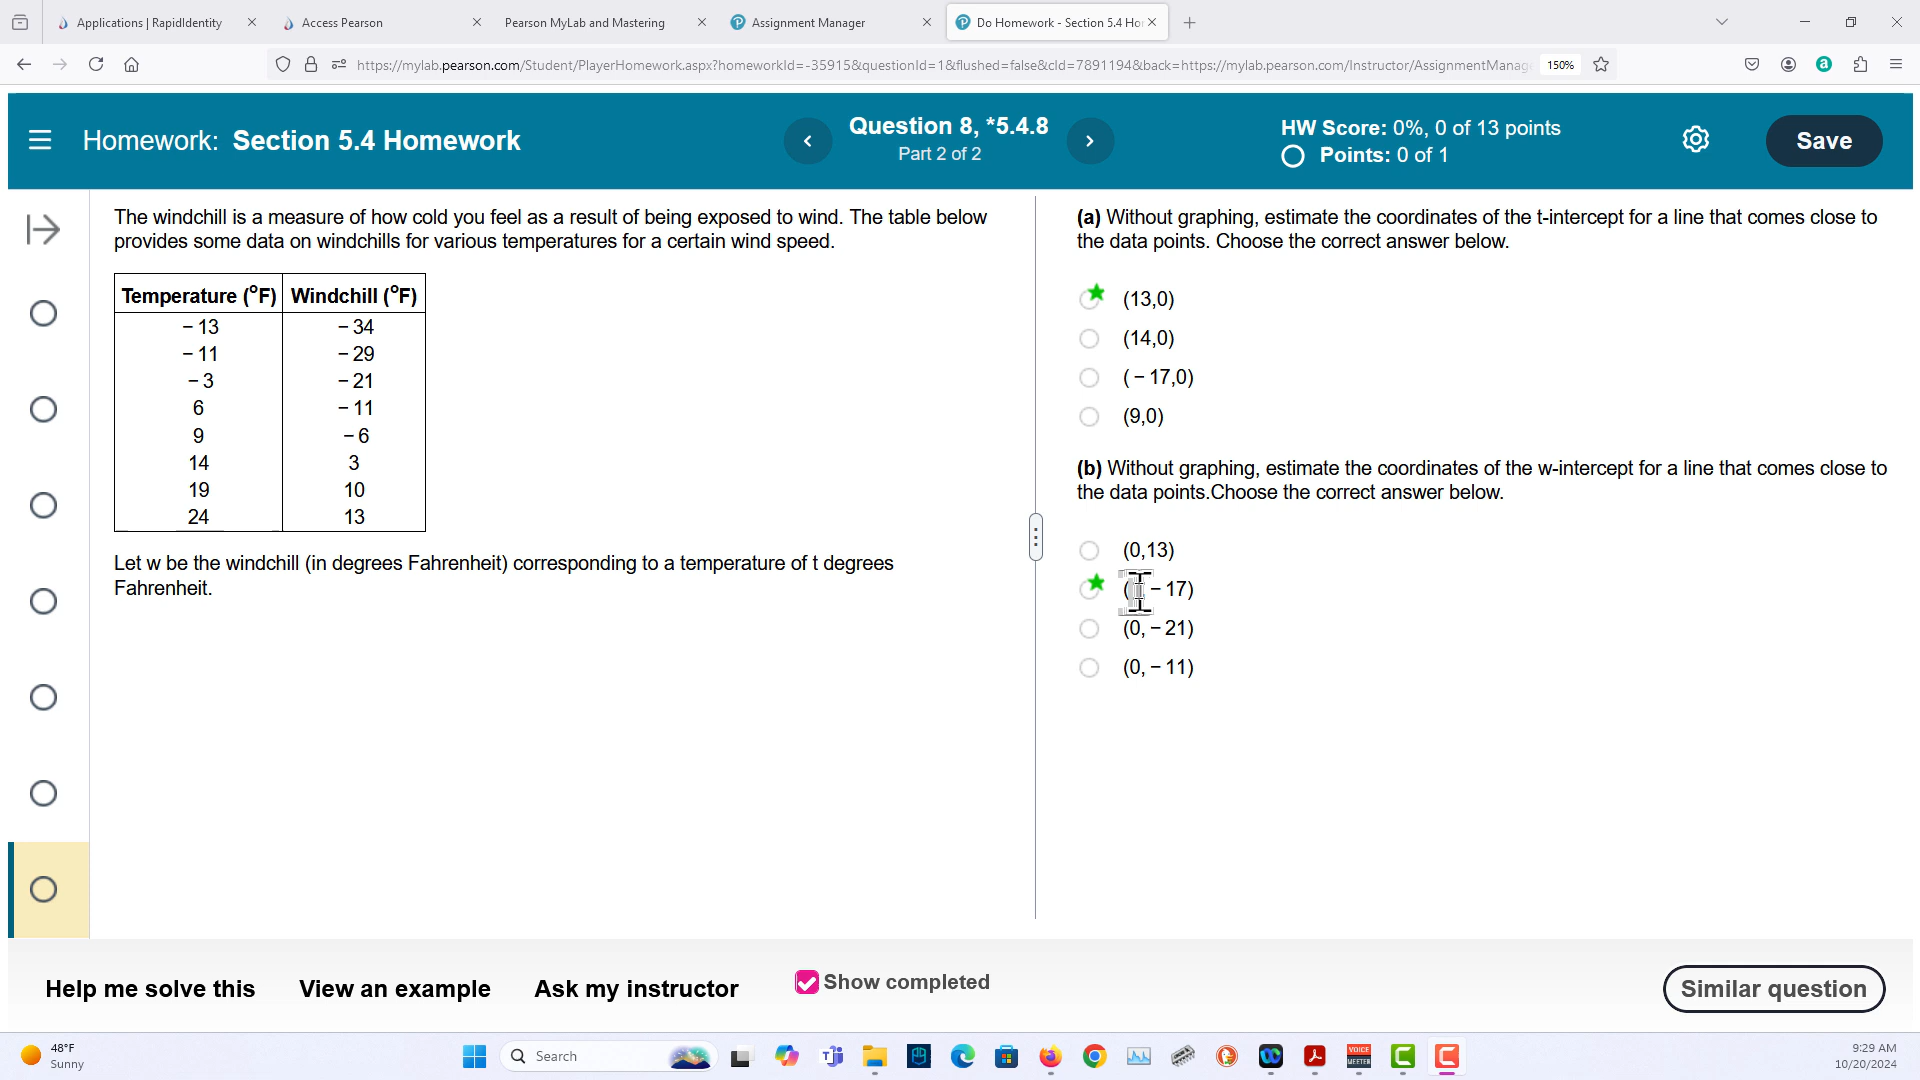 Applications | RapidIdentity
Access Pearson
Pearson MyLab and Mastering
Assignment Manager
Do Homework - Section 5.4 Ho
https://mylab.pearson.com/Student/PlayerHomework.aspx?homeworkId=-35915&questionId=1&flushed=false&cId=7891194&back=https://mylab.pearson.com/Instructor/AssignmentManag
150%
Homework: Section 5.4 Homework
Question 8, *5.4.8
Part 2 of 2
HW Score: 0%, 0 of 13 points
Points: 0 of 1
Save
The windchill is a measure of how cold you feel as a result of being exposed to wind. The table below
provides some data on windchills for various temperatures for a certain wind speed.
Temperature (°F) Windchill (°F)
− 13 − 34
− 11 − 29
− 3 − 21
6 − 11
9 − 6
14 3
19 10
24 13
Let w be the windchill (in degrees Fahrenheit) corresponding to a temperature of t degrees
Fahrenheit.
(a) Without graphing, estimate the coordinates of the t-intercept for a line that comes close to
the data points. Choose the correct answer below.
(13,0)
(14,0)
( − 17,0)
(9,0)
(b) Without graphing, estimate the coordinates of the w-intercept for a line that comes close to
the data points.Choose the correct answer below.
(0,13)
− 17)
(0, − 21)
(0, − 11)
Help me solve this
View an example
Ask my instructor
Show completed
Similar question
48°F
Sunny
Search
VOICE
MEETER
9:29 AM
10/20/2024